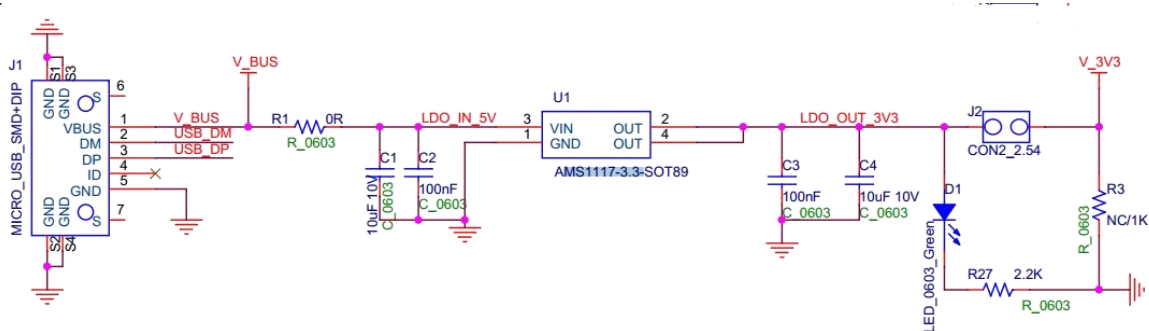 J1
MICRO_USB_SMD+DIP
S1
S3
GND
GND
S
6
VBUS
1
DM
2
DP
3
ID
4
GND
5
GND
GND
S
7
S2
S4
V_BUS
V_BUS
USB_DM
USB_DP
R1
0R
R_0603
C1
10uF 10V
C_0603
C2
100nF
C_0603
LDO_IN_5V
U1
3
VIN
1
GND
OUT
2
OUT
4
AMS1117-3.3-SOT89
LDO_OUT_3V3
C3
100nF
C_0603
C4
10uF 10V
C_0603
D1
LED_0603_Green
J2
CON2_2.54
V_3V3
R3
NC/1K
R_0603
R27
2.2K
R_0603